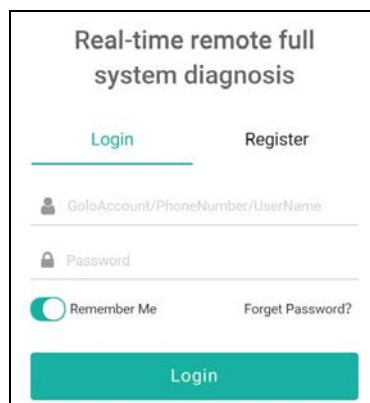 Real-time remote full
system diagnosis
Login Register
GoloAccount/PhoneNumber/UserName
Password
Remember Me Forget Password?
Login